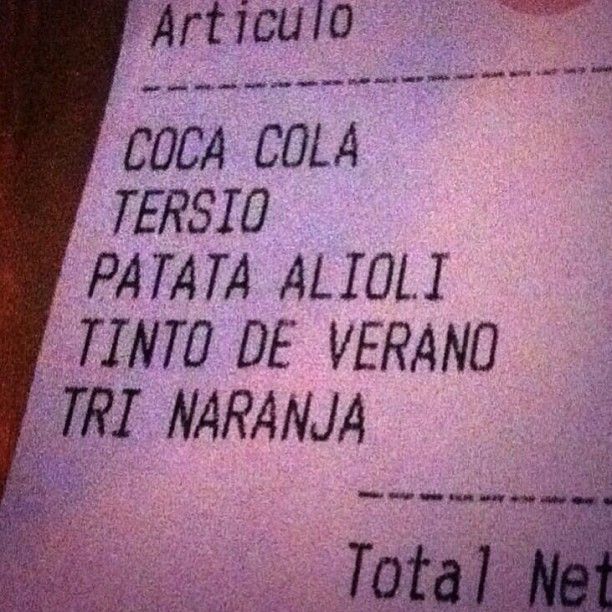 Articulo
COCA COLA
TERSIO
PATATA ALIOLI
TINTO DE VERANO
TRI NARANJA
Total Net